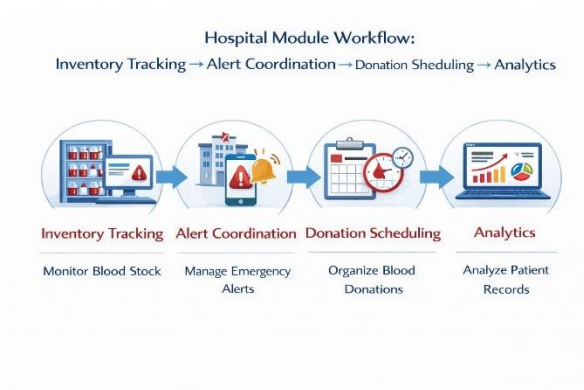 Hospital Module Workflow:
Inventory Tracking → Alert Coordination → Donation Sheduling → Analytics
Inventory Tracking
Alert Coordination
Donation Scheduling
Analytics
Monitor Blood Stock
Manage Emergency
Alerts
Organize Blood
Donations
Analyze Patient
Records